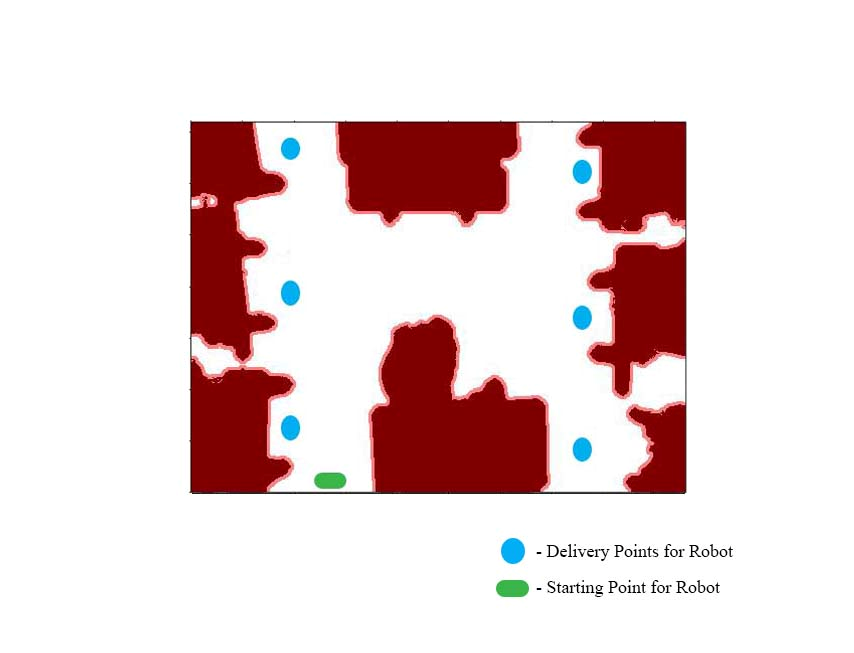 - Delivery Points for Robot
- Starting Point for Robot